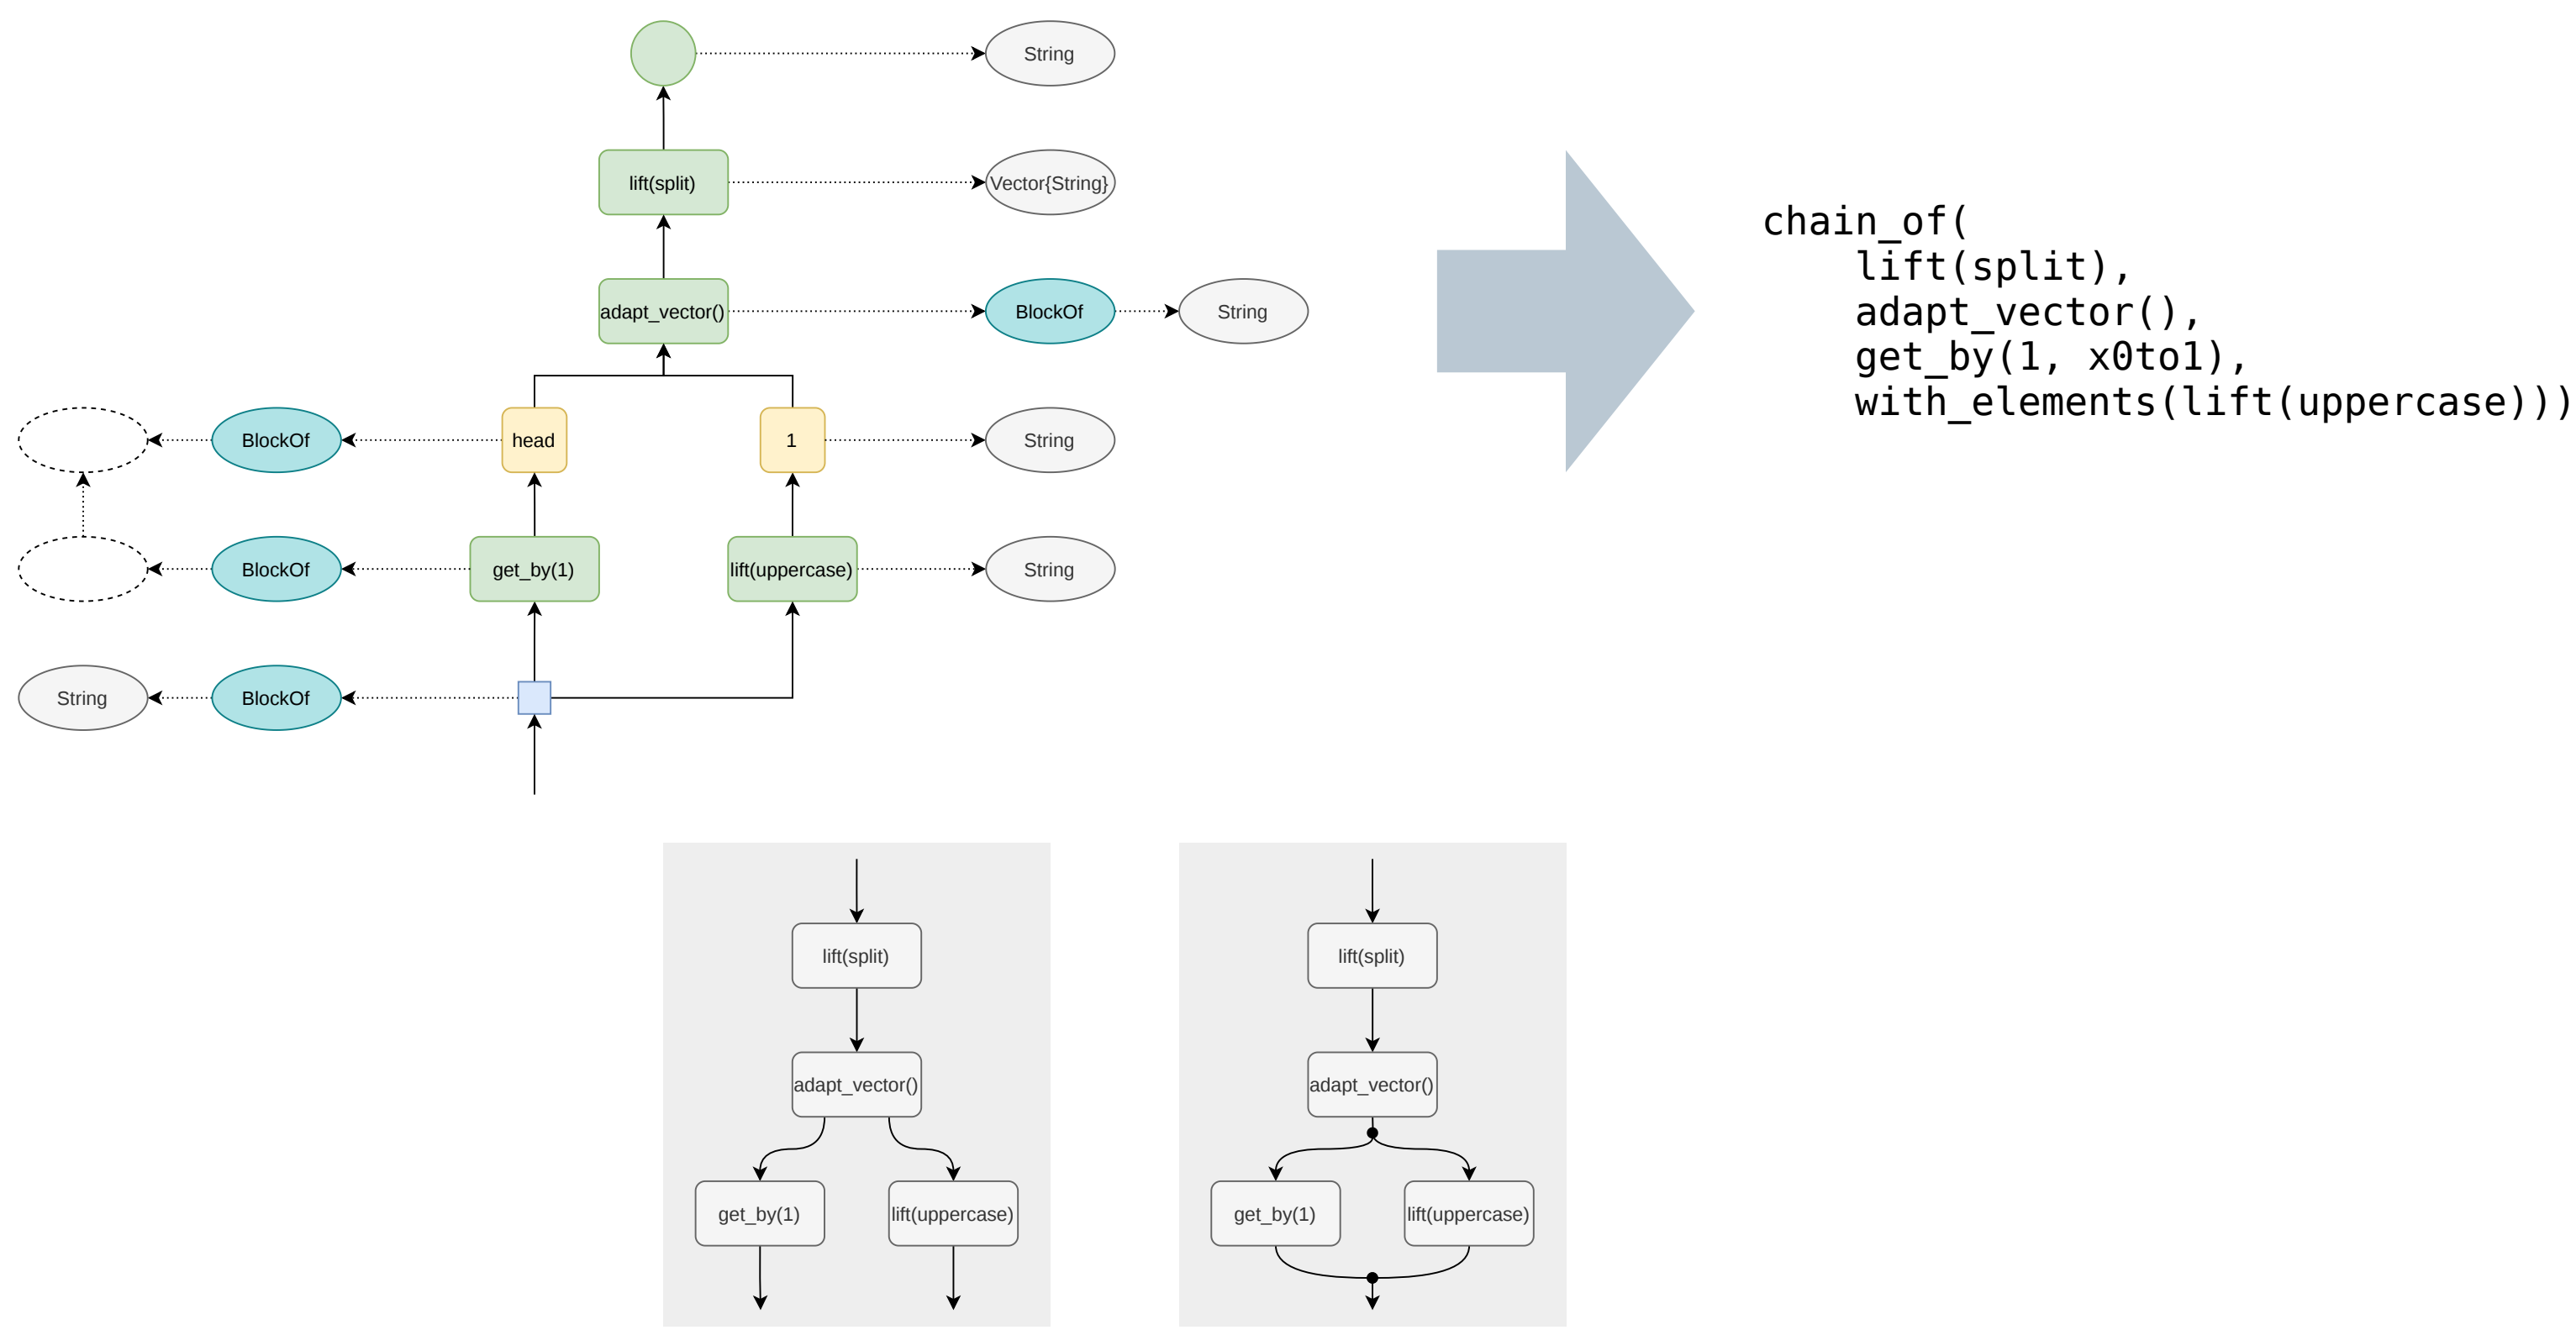 String
lift(split)
Vector{String}
adapt_vector()
BlockOf
String
BlockOf
head
1
String
BlockOf
get_by(1)
lift(uppercase)
String
String
BlockOf
chain_of(
    lift(split),
    adapt_vector(),
    get_by(1, x0to1),
    with_elements(lift(uppercase)))
lift(split)
adapt_vector()
get_by(1)
lift(uppercase)
lift(split)
adapt_vector()
get_by(1)
lift(uppercase)